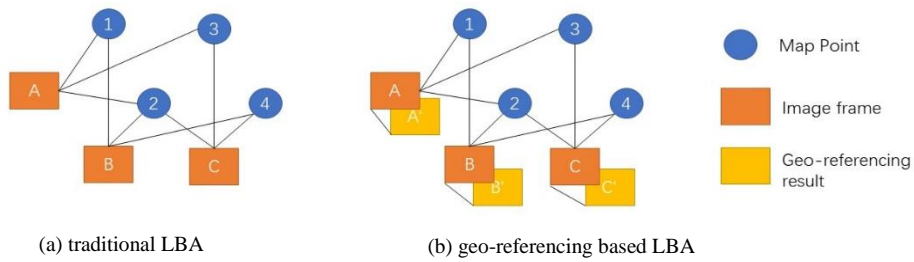 1
3
A
2
4
B
C
1
3
A
A'
2
4
B
B'
C
C'
Map Point
Image frame
Geo-referencing
result
(a) traditional LBA
(b) geo-referencing based LBA